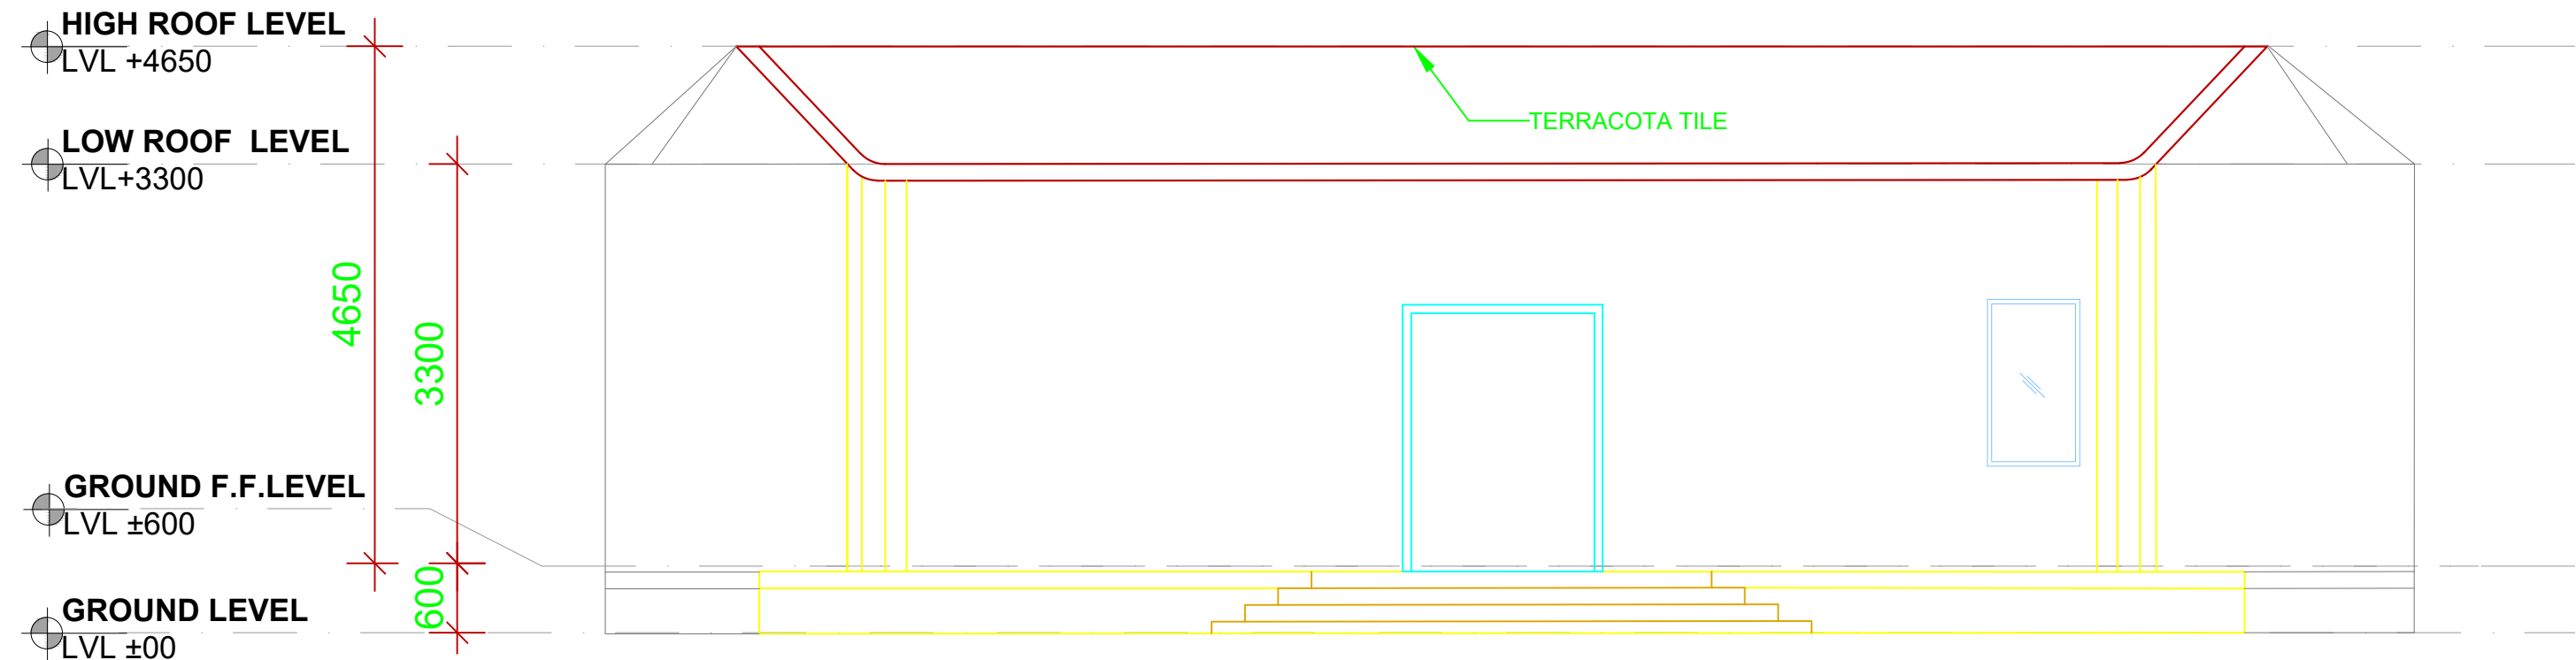 HIGH ROOF LEVEL
LVL +4650
TERRACOTA TILE
LOW ROOF  LEVEL
LVL+3300
4650
3300
GROUND F.F.LEVEL
LVL ±600
600
GROUND LEVEL
LVL ±00